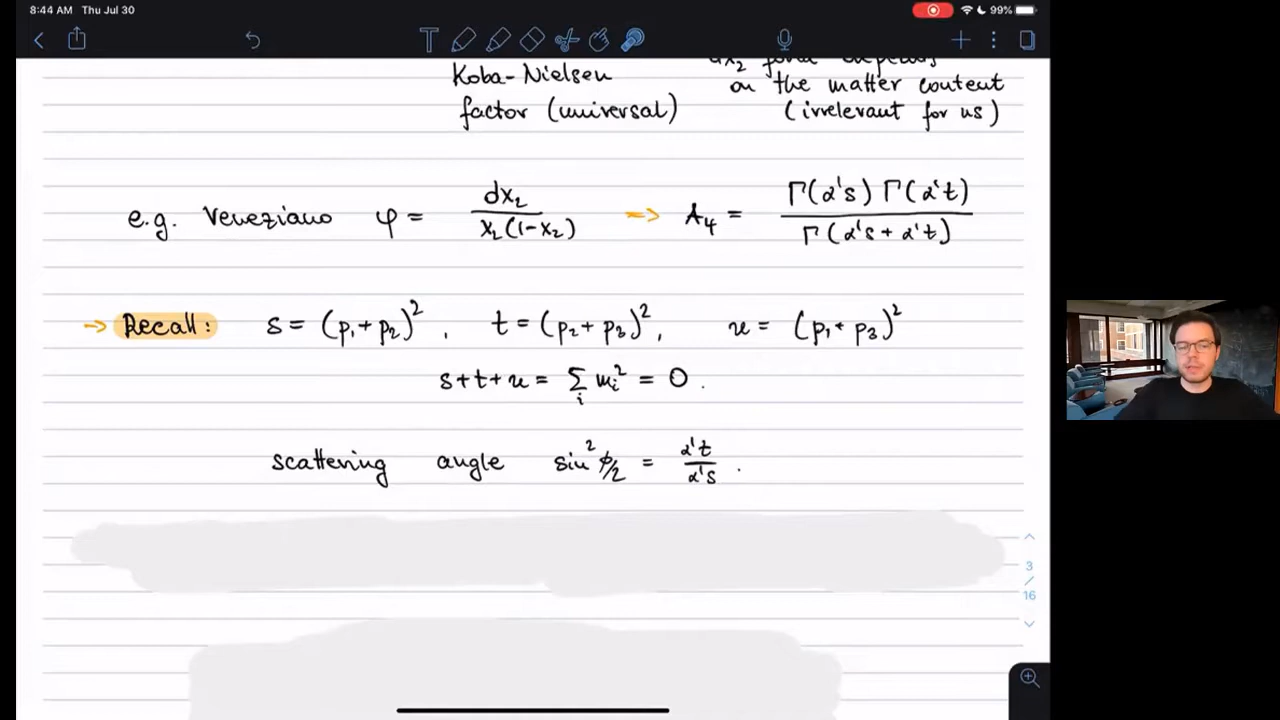 8:44 AM Thu Jul 30
99%
Koba-Nielsen
on the matter content
factor (universal)
(irrelevant for us)
e.g. Veneziano φ = dx₂ / x₂(1-x₂) → A₄ = Γ(α's) Γ(α't) / Γ(α's + α't)
→ Recall: s = (p₁+p₂)², t = (p₂+p₃)², u = (p₁+p₃)²
s+t+u = Σᵢ mᵢ² = 0.
scattering angle sin² φ/2 = α't / α's .
3
/
16